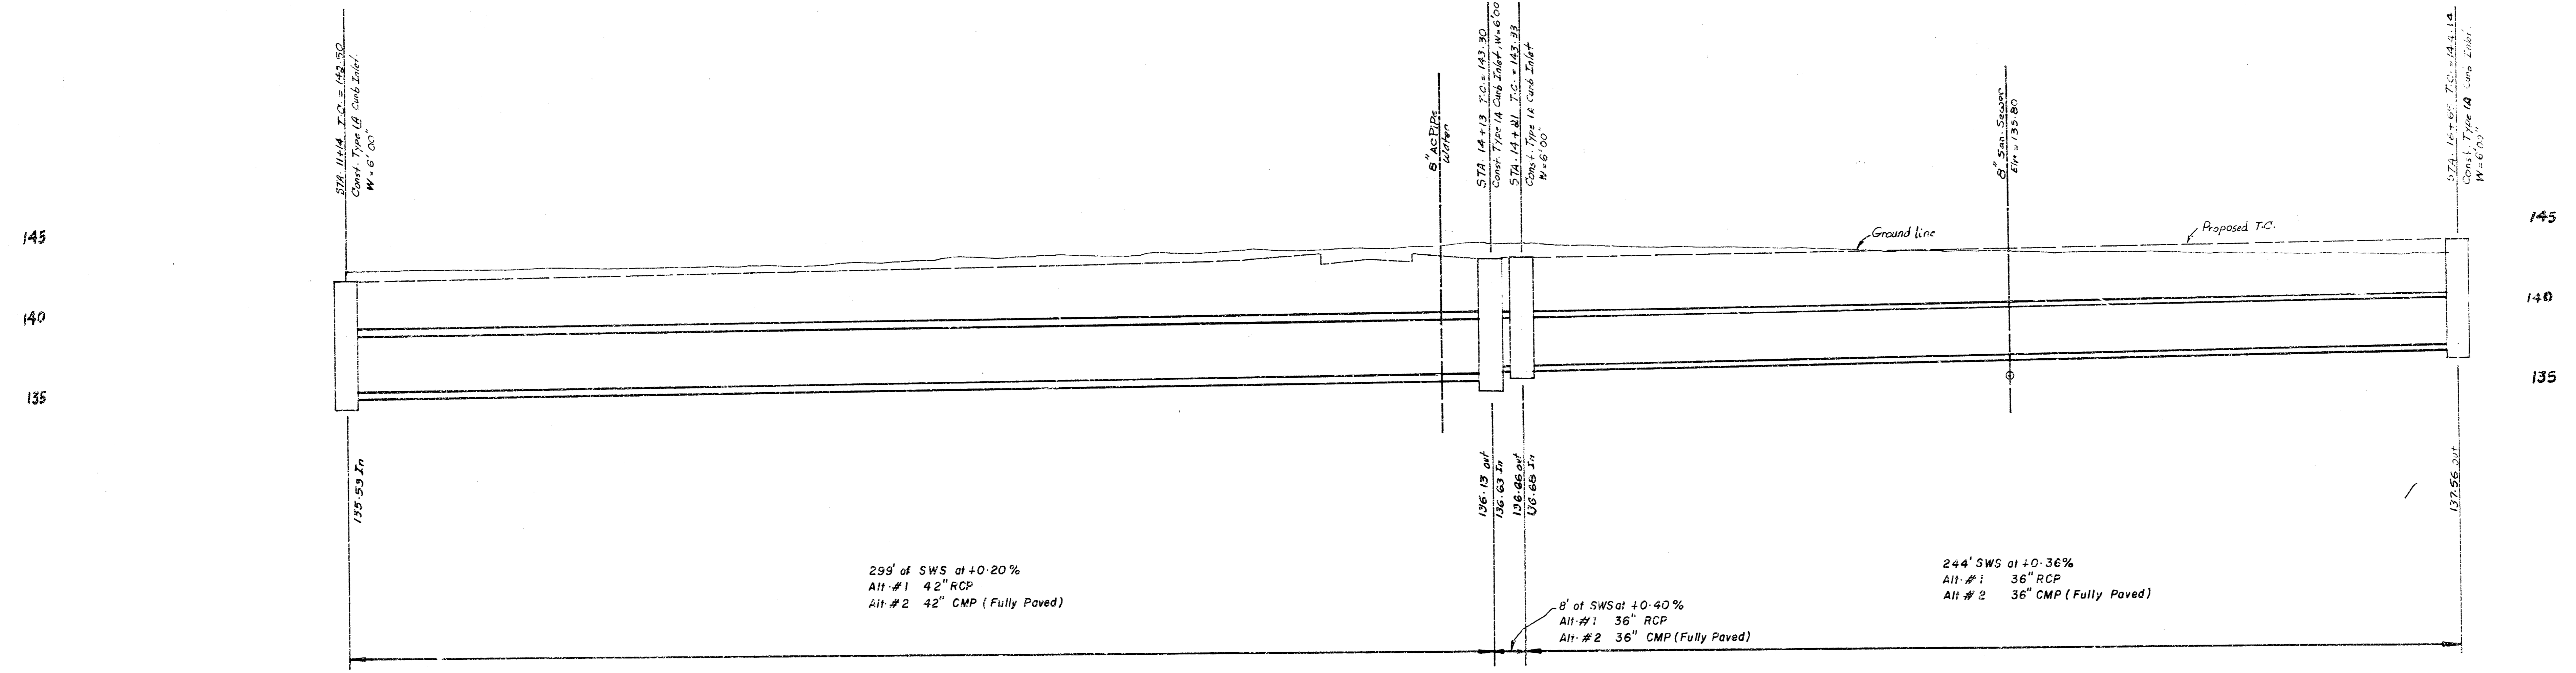 STA. 11+14 T.C. = 142.50
Const. Type 1A Curb Inlet.
W=6'00"
8" AC Pipe
Water
STA. 14+13 T.C.=143.30
Const. Type 1A Curb Inlet, W=6'00
STA. 14+21 T.C.=143.33
Const. Type 1A Curb Inlet
W=6'00"
8" San. Sewer
Elev=135.80
STA. 16+65 T.C.=144.14
Const. Type 1A Curb Inlet
W=6'00"
145
145
Ground line
Proposed T.C.
140
140
135
135
135.53 In
136.13 out
136.63 In
136.66 out
136.68 In
137.56 out
299' of SWS at +0.20%
Alt. #1 42" RCP
Alt. #2 42" CMP (Fully Paved)
8' of SWS at +0.40%
Alt. #1 36" RCP
Alt. #2 36" CMP (Fully Paved)
244' SWS at +0.36%
Alt. #1 36" RCP
Alt. #2 36" CMP (Fully Paved)